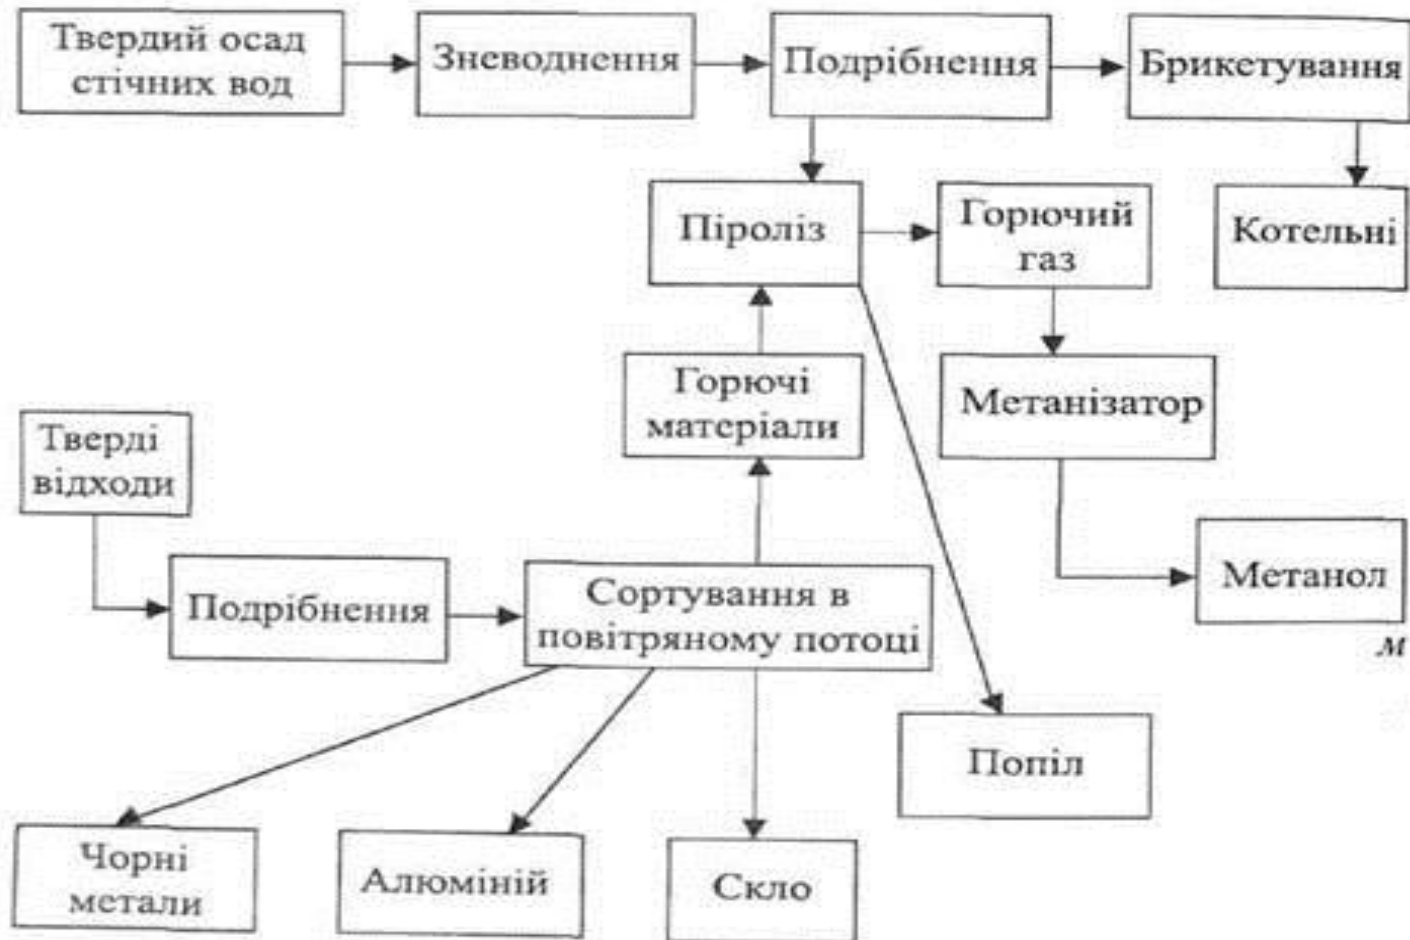 Твердий осад
стічних вод
Зневоднення
Подрібнення
Брикетування
Піроліз
Горючий
газ
Котельні
Горючі
матеріали
Метанізатор
Тверді
відходи
Метанол
Подрібнення
Сортування в
повітряному потоці
м
Попіл
Чорні
метали
Алюміній
Скло